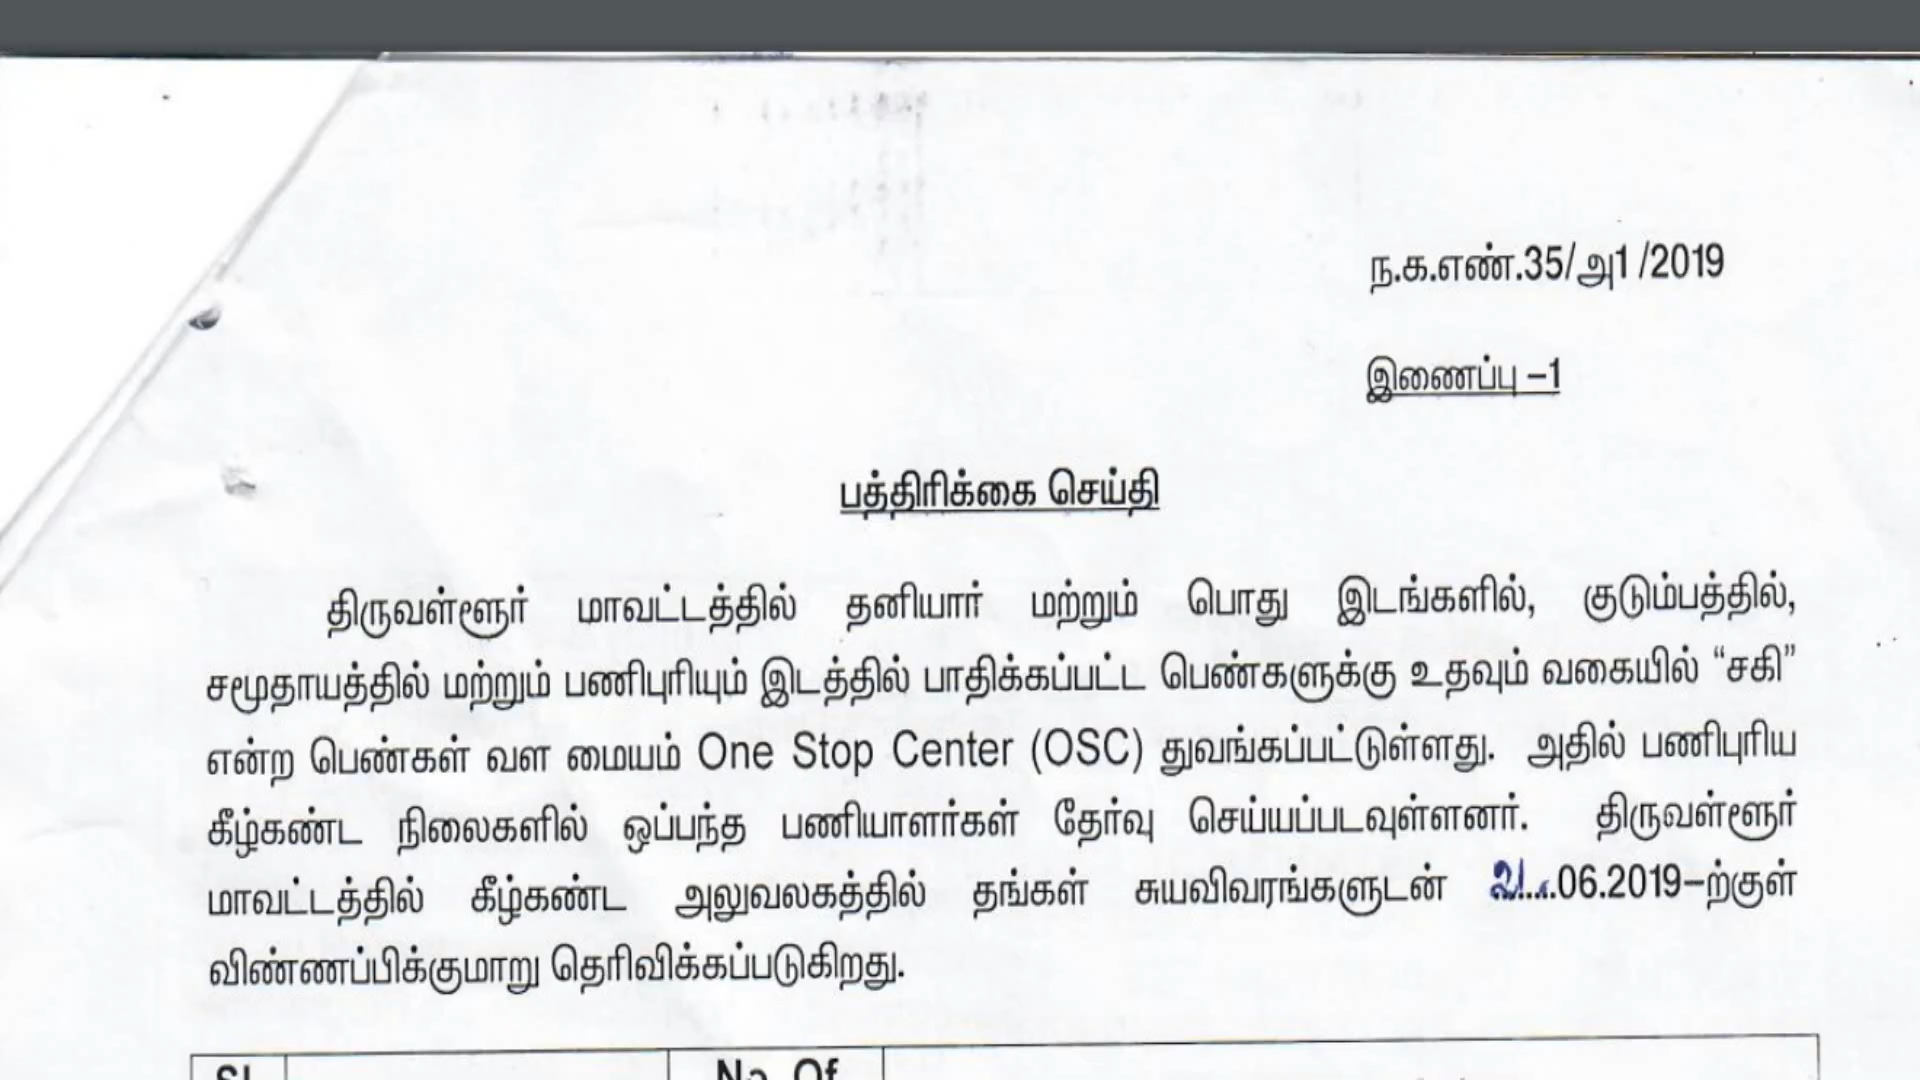 ந.க.எண்.35/அ1 /2019
இணைப்பு –1
பத்திரிக்கை செய்தி
திருவள்ளூர் மாவட்டத்தில் தனியார் மற்றும் பொது இடங்களில், குடும்பத்தில்,
சமூதாயத்தில் மற்றும் பணிபுரியும் இடத்தில் பாதிக்கப்பட்ட பெண்களுக்கு உதவும் வகையில் “சகி”
என்ற பெண்கள் வள மையம் One Stop Center (OSC) துவங்கப்பட்டுள்ளது. அதில் பணிபுரிய
கீழ்கண்ட நிலைகளில் ஒப்பந்த பணியாளர்கள் தேர்வு செய்யப்படவுள்ளனர். திருவள்ளூர்
மாவட்டத்தில் கீழ்கண்ட அலுவலகத்தில் தங்கள் சுயவிவரங்களுடன் .06.2019–ற்குள்
விண்ணப்பிக்குமாறு தெரிவிக்கப்படுகிறது.
Sl No. Of